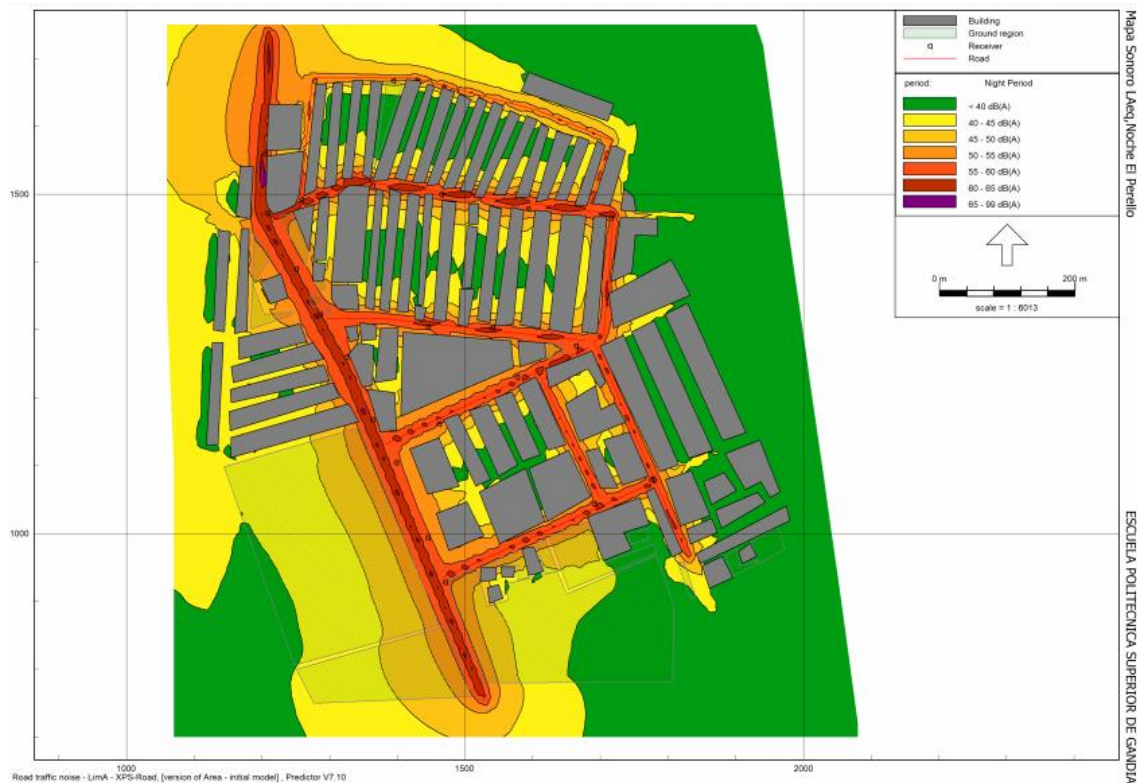 Mapa Sonoro LAeq,Noche El Perello
ESCUELA POLITECNICA SUPERIOR DE GANDIA
Building
Ground region
Receiver
Road
period: Night Period
< 40 dB(A)
40 - 45 dB(A)
45 - 50 dB(A)
50 - 55 dB(A)
55 - 60 dB(A)
60 - 65 dB(A)
65 - 99 dB(A)
0 m 200 m
scale = 1 : 6013
1500
1000
1000 1500 2000
Road traffic noise - LimA - XPS-Road, [version of Area - initial model] , Predictor V7.10